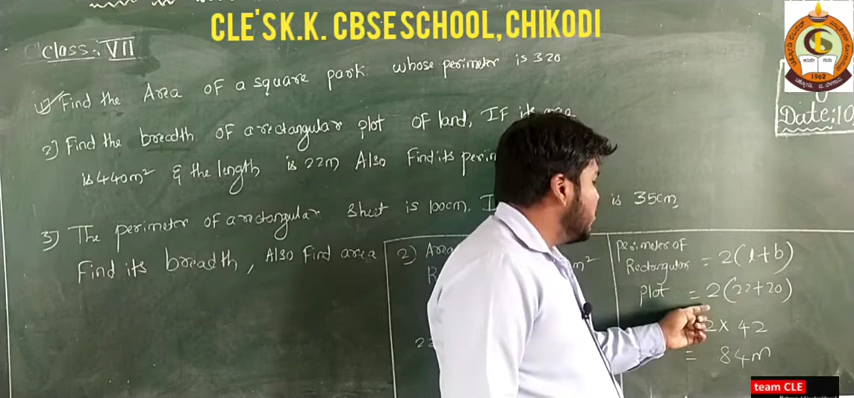 CLE'S K.K. CBSE SCHOOL, CHIKODI
Class: VII
1) Find the Area of a square park whose perimeter is 320
2) Find the breadth of a rectangular plot of land, If its
is 440m² & the length is 22m Also Find its
3) The perimeter of a rectangular sheet is 100cm. is 35cm,
Find its breadth, Also Find area
Date:10
2) Area m²
Perimeter of
Rectangular = 2(l+b)
plot = 2(22+20)
2 x 42
= 84m
1962
team CLE